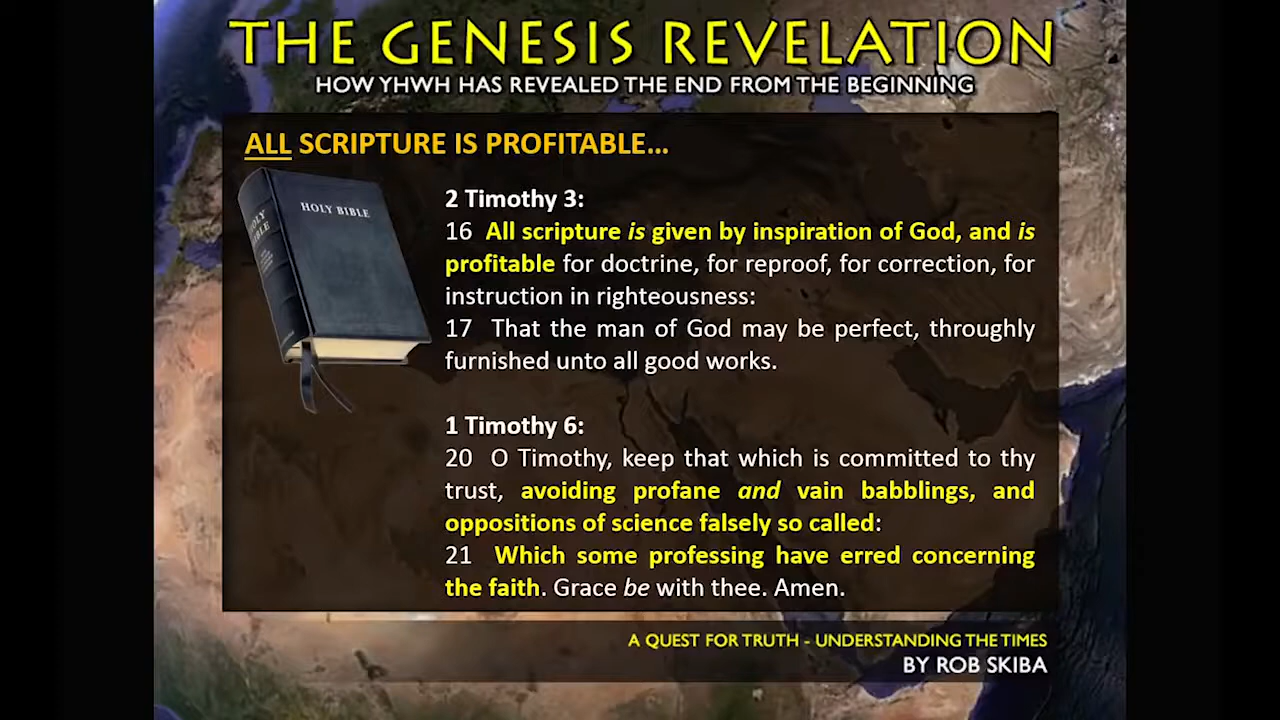 THE GENESIS REVELATION
HOW YHWH HAS REVEALED THE END FROM THE BEGINNING
ALL SCRIPTURE IS PROFITABLE...
HOLY BIBLE
HOLY BIBLE
2 Timothy 3:
16 All scripture is given by inspiration of God, and is
profitable for doctrine, for reproof, for correction, for
instruction in righteousness:
17 That the man of God may be perfect, throughly
furnished unto all good works.
1 Timothy 6:
20 O Timothy, keep that which is committed to thy
trust, avoiding profane and vain babblings, and
oppositions of science falsely so called:
21 Which some professing have erred concerning
the faith. Grace be with thee. Amen.
A QUEST FOR TRUTH - UNDERSTANDING THE TIMES
BY ROB SKIBA